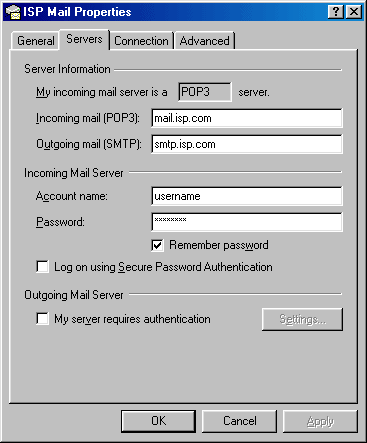 ISP Mail Properties
General Servers Connection Advanced
Server Information
My incoming mail server is a POP3 server.
Incoming mail (POP3): mail.isp.com
Outgoing mail (SMTP): smtp.isp.com
Incoming Mail Server
Account name: username
Password: ********
Remember password
Log on using Secure Password Authentication
Outgoing Mail Server
My server requires authentication Settings...
OK Cancel Apply